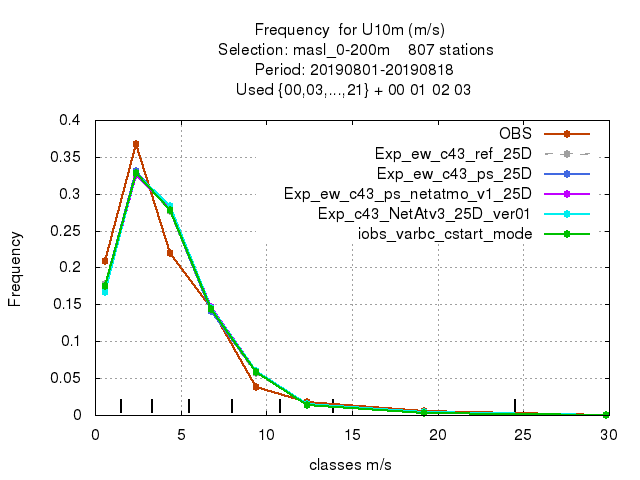 Frequency  for U10m (m/s)
Selection: masl_0-200m    807 stations
Period: 20190801-20190818
Used {00,03,...,21} + 00 01 02 03
OBS
Exp_ew_c43_ref_25D
Exp_ew_c43_ps_25D
Exp_ew_c43_ps_netatmo_v1_25D
Exp_c43_NetAtv3_25D_ver01
iobs_varbc_cstart_mode
0.4
0.35
0.3
0.25
0.2
0.15
0.1
0.05
0
Frequency
0 5 10 15 20 25 30
classes m/s